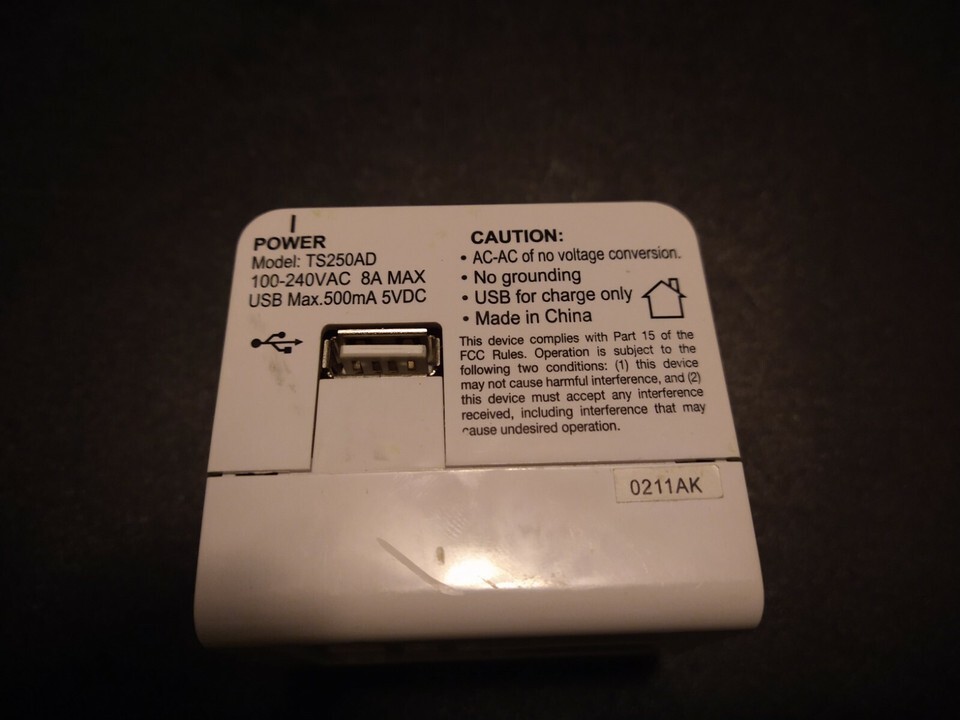 POWER
Model: TS250AD
100-240VAC 8A MAX
USB Max.500mA 5VDC
CAUTION:
• AC-AC of no voltage conversion.
• No grounding
• USB for charge only
• Made in China
This device complies with Part 15 of the
FCC Rules. Operation is subject to the
following two conditions: (1) this device
may not cause harmful interference, and (2)
this device must accept any interference
received, including interference that may
cause undesired operation.
0211AK